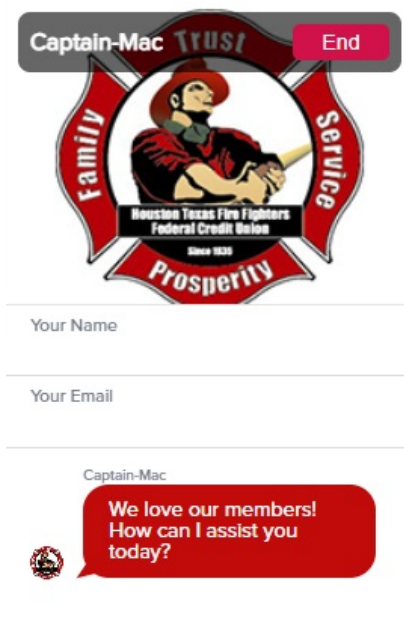 Captain-Mac
End
Trust
Family
Service
Houston Texas Fire Fighters
Federal Credit Union
Since 1935
Prosperity
Your Name
Your Email
Captain-Mac
We love our members!
How can I assist you
today?